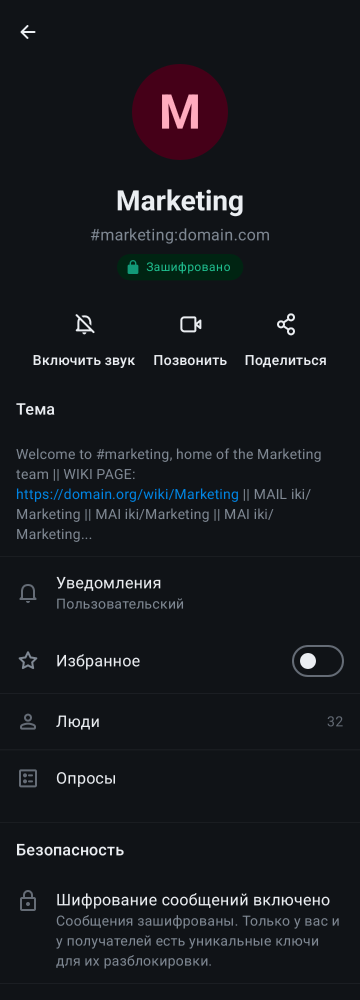 M
Marketing
#marketing:domain.com
Зашифровано
Включить звук
Позвонить
Поделиться
Тема
Welcome to #marketing, home of the Marketing
team || WIKI PAGE:
https://domain.org/wiki/Marketing || MAIL iki/
Marketing || MAI iki/Marketing || MAI iki/
Marketing...
Уведомления
Пользовательский
Избранное
Люди
32
Опросы
Безопасность
Шифрование сообщений включено
Сообщения зашифрованы. Только у вас и
у получателей есть уникальные ключи
для их разблокировки.